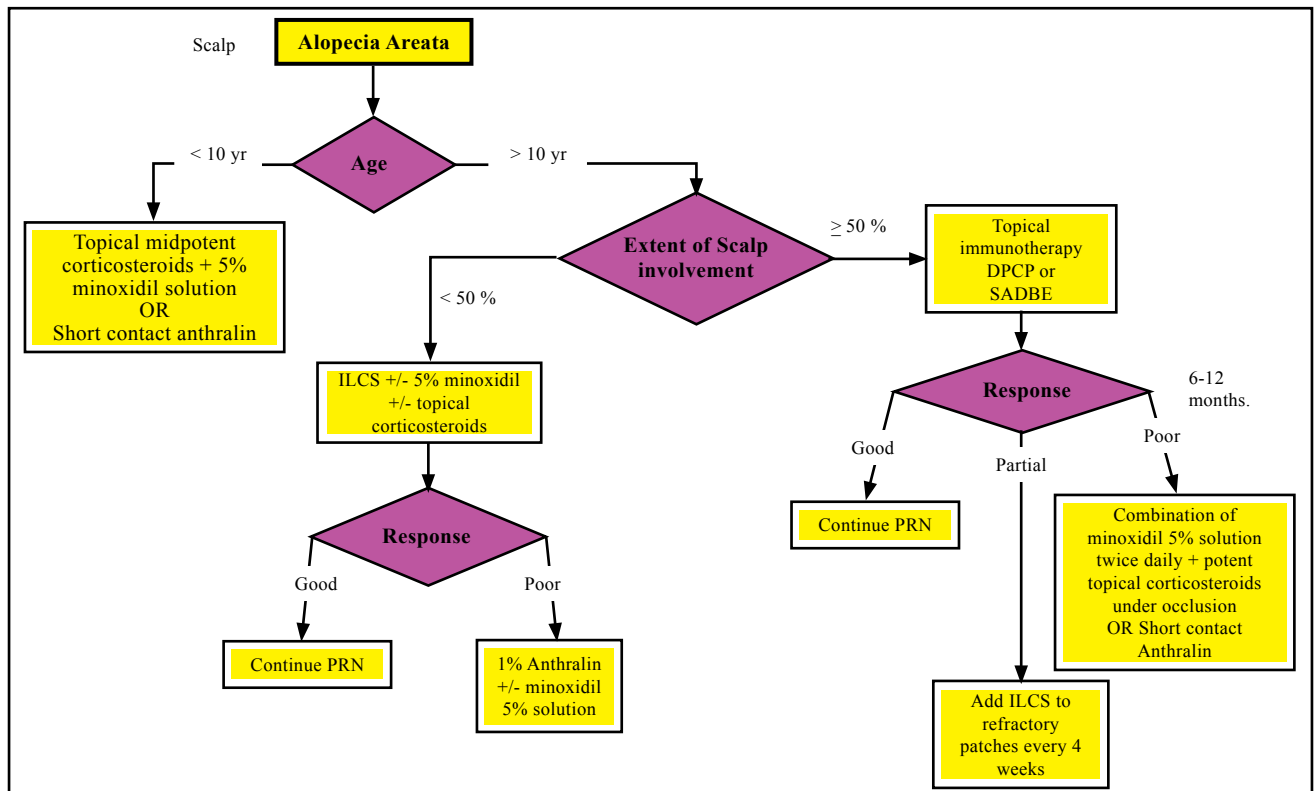 Scalp
Alopecia Areata
< 10 yr
Age
> 10 yr
Topical midpotent
corticosteroids + 5%
minoxidil solution
OR
Short contact anthralin
Extent of Scalp
involvement
≥ 50 %
Topical
immunotherapy
DPCP or
SADBE
< 50 %
ILCS +/- 5% minoxidil
+/- topical
corticosteroids
Response
6-12
months.
Good
Partial
Poor
Continue PRN
Combination of
minoxidil 5% solution
twice daily + potent
topical corticosteroids
under occlusion
OR Short contact
Anthralin
Response
Good
Poor
Continue PRN
1% Anthralin
+/- minoxidil
5% solution
Add ILCS to
refractory
patches every 4
weeks